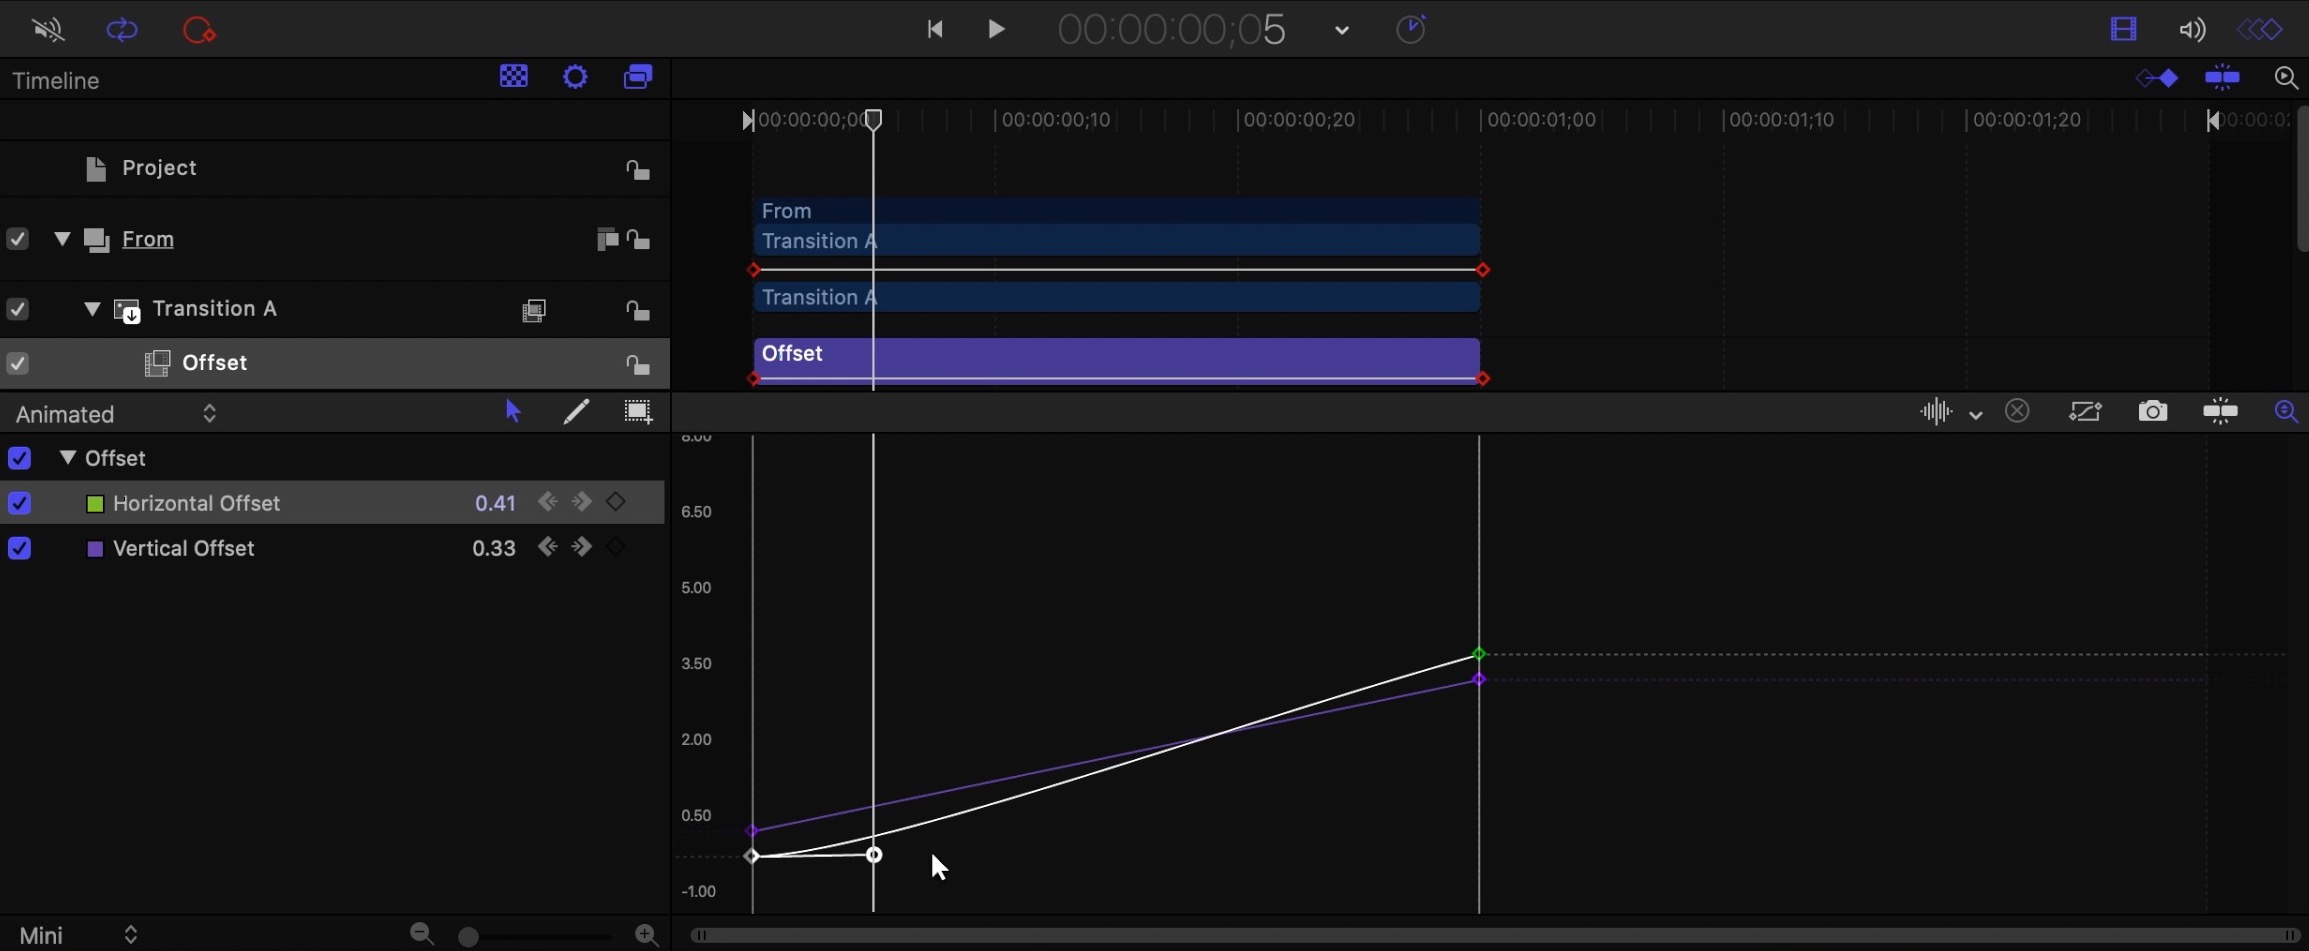 00:00:00;05
Timeline
00:00:00;00 00:00:00;10 00:00:00;20 00:00:01;00 00:00:01;10 00:00:01;20
Project
From
From
Transition A
Transition A
Transition A
Offset
Offset
Animated
8.00
Offset
Horizontal Offset 0.41
6.50
Vertical Offset 0.33
5.00
3.50
2.00
0.50
-1.00
Mini